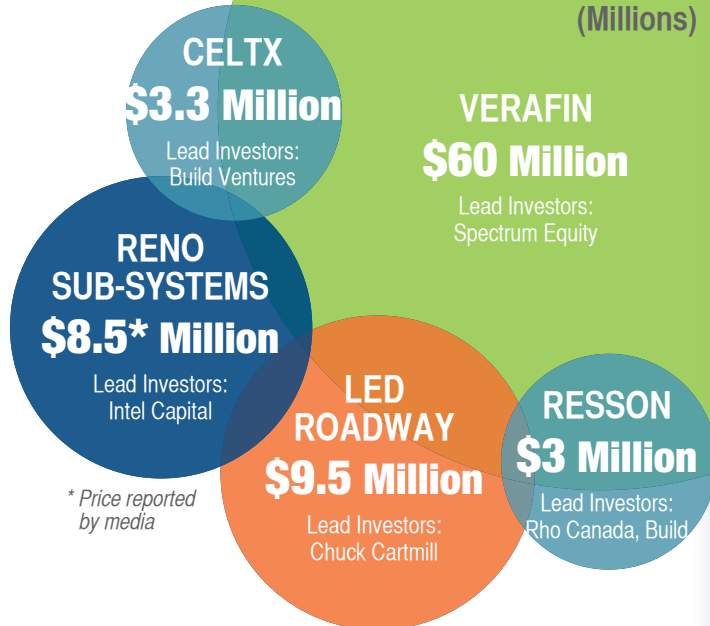 (Millions)
CELTX
$3.3 Million
Lead Investors:
Build Ventures
VERAFIN
$60 Million
Lead Investors:
Spectrum Equity
RENO
SUB-SYSTEMS
$8.5* Million
Lead Investors:
Intel Capital
LED
ROADWAY
$9.5 Million
Lead Investors:
Chuck Cartmill
RESSON
$3 Million
Lead Investors:
Rho Canada, Build
* Price reported
by media